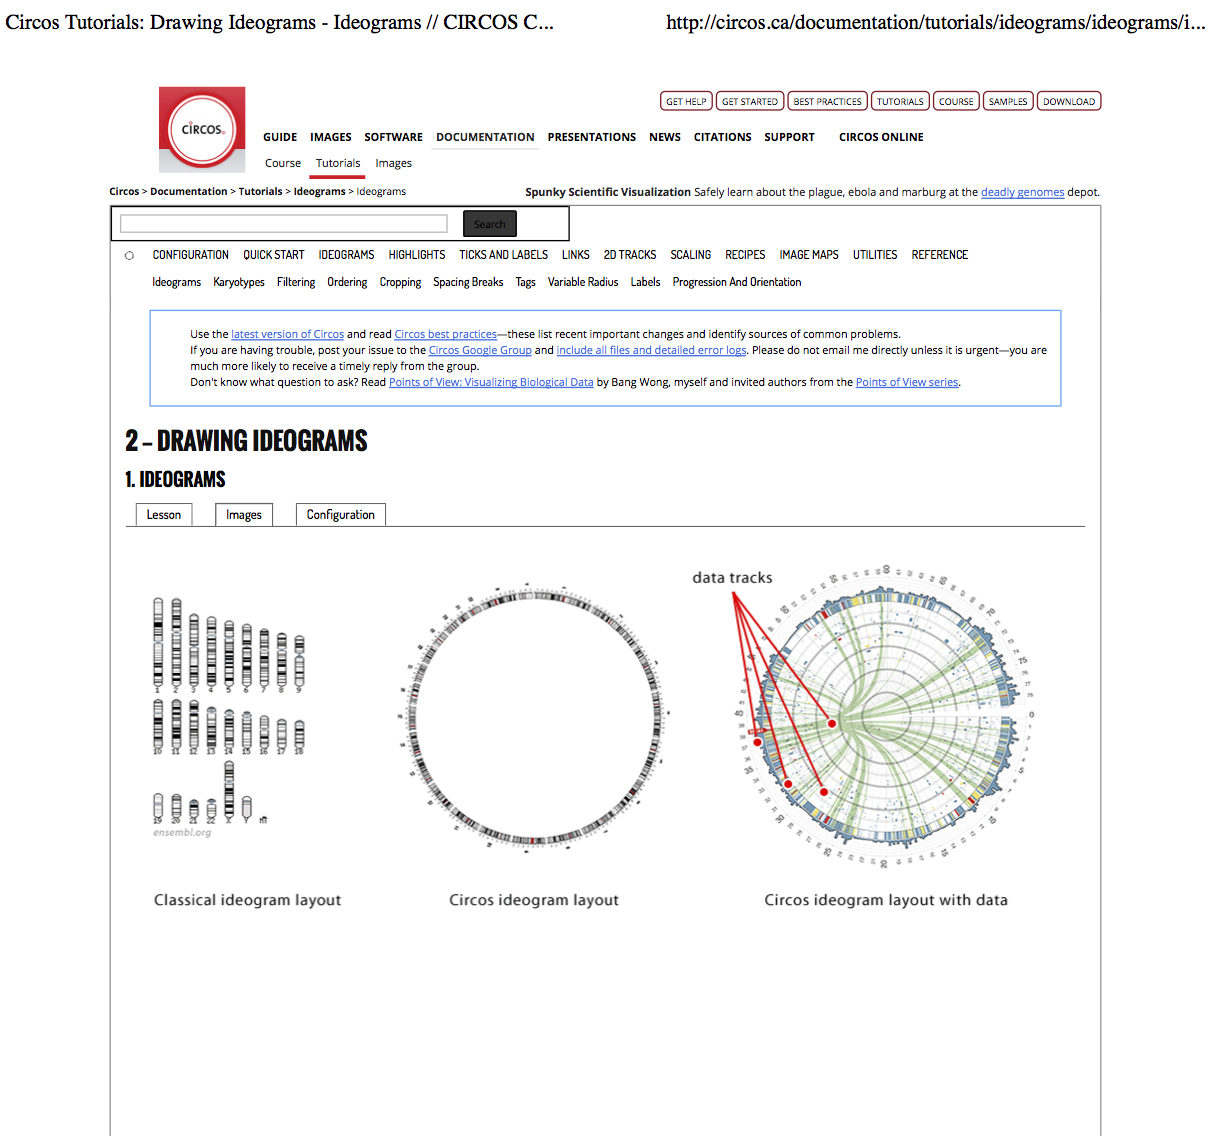 Circos Tutorials: Drawing Ideograms - Ideograms // CIRCOS C... http://circos.ca/documentation/tutorials/ideograms/ideograms/i...
GET HELP GET STARTED BEST PRACTICES TUTORIALS COURSE SAMPLES DOWNLOAD
CIRCOS.
GUIDE IMAGES SOFTWARE DOCUMENTATION PRESENTATIONS NEWS CITATIONS SUPPORT CIRCOS ONLINE
Course Tutorials Images
Circos > Documentation > Tutorials > Ideograms > Ideograms Spunky Scientific Visualization Safely learn about the plague, ebola and marburg at the deadly genomes depot.
Search
CONFIGURATION QUICK START IDEOGRAMS HIGHLIGHTS TICKS AND LABELS LINKS 2D TRACKS SCALING RECIPES IMAGE MAPS UTILITIES REFERENCE
Ideograms Karyotypes Filtering Ordering Cropping Spacing Breaks Tags Variable Radius Labels Progression And Orientation
Use the latest version of Circos and read Circos best practices—these list recent important changes and identify sources of common problems.
If you are having trouble, post your issue to the Circos Google Group and include all files and detailed error logs. Please do not email me directly unless it is urgent—you are
much more likely to receive a timely reply from the group.
Don't know what question to ask? Read Points of View: Visualizing Biological Data by Bang Wong, myself and invited authors from the Points of View series.
2 – DRAWING IDEOGRAMS
1. IDEOGRAMS
Lesson Images Configuration
data tracks
1 2 3 4 5 6 7 8 9
10 11 12 13 14 15 16 17 18
19 20 21 22 X Y
ensembl.org
Classical ideogram layout Circos ideogram layout Circos ideogram layout with data